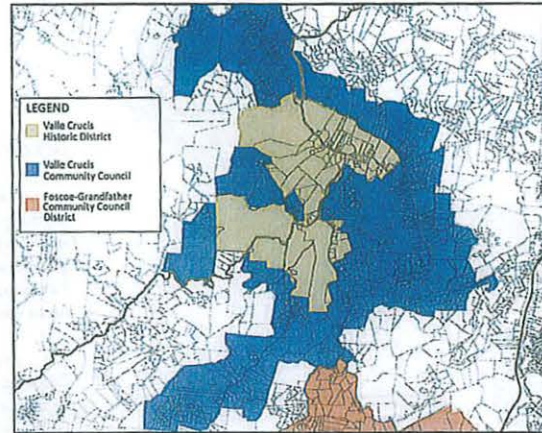 LEGEND
Valle Crucis
Historic District
Valle Crucis
Community Council
Foscoe-Grandfather
Community Council
District